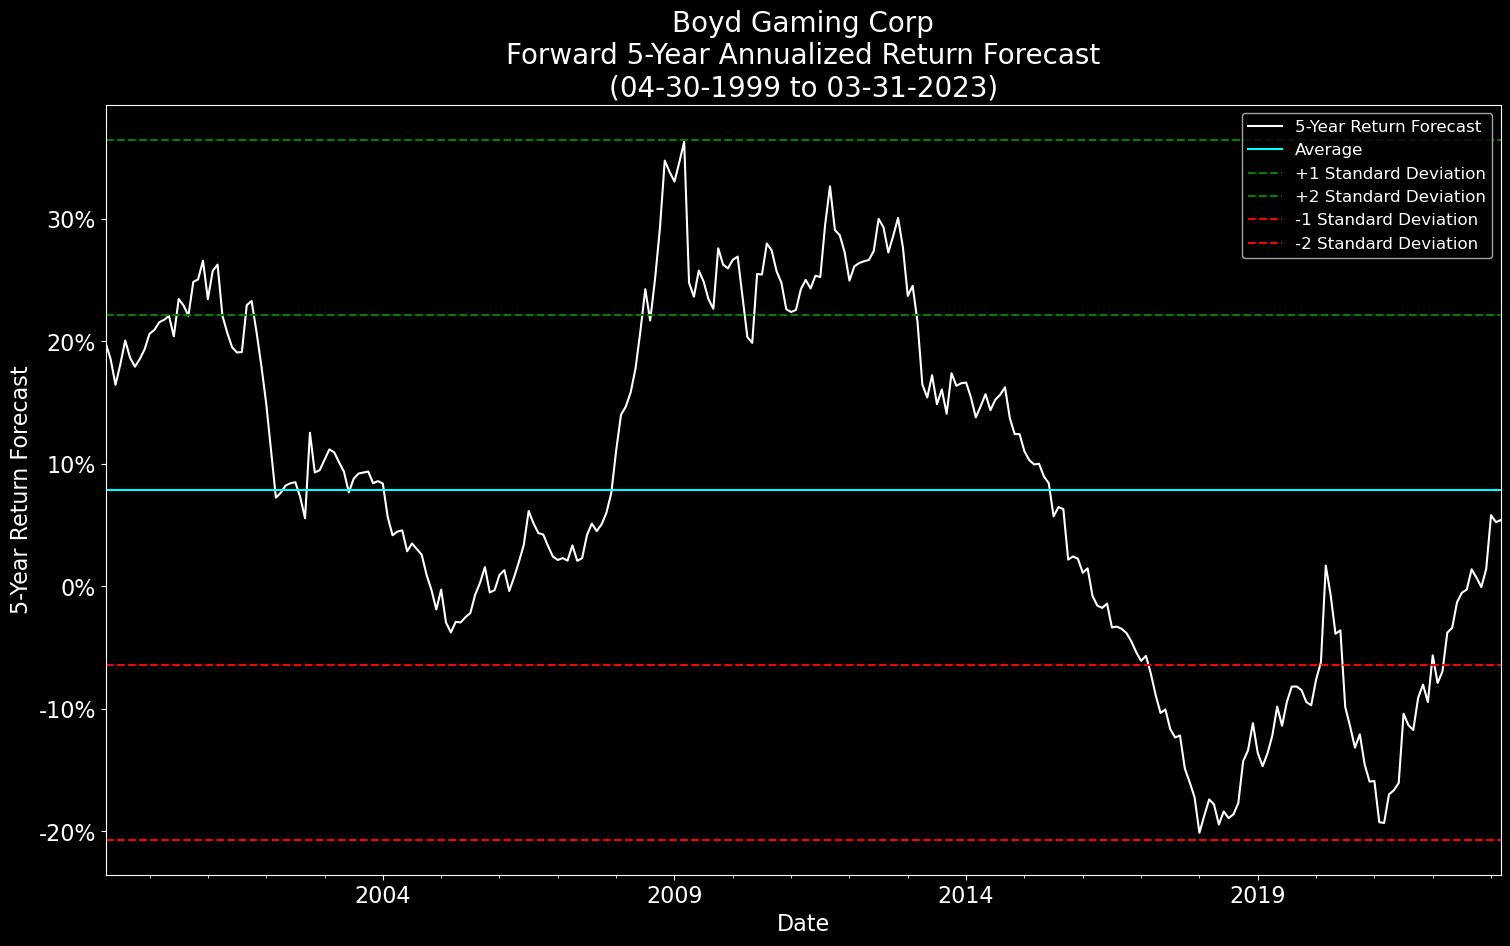 Boyd Gaming Corp
Forward 5-Year Annualized Return Forecast
(04-30-1999 to 03-31-2023)
5-Year Return Forecast
Average
+1 Standard Deviation
+2 Standard Deviation
-1 Standard Deviation
-2 Standard Deviation
5-Year Return Forecast
30%
20%
10%
0%
-10%
-20%
2004
2009
2014
2019
Date